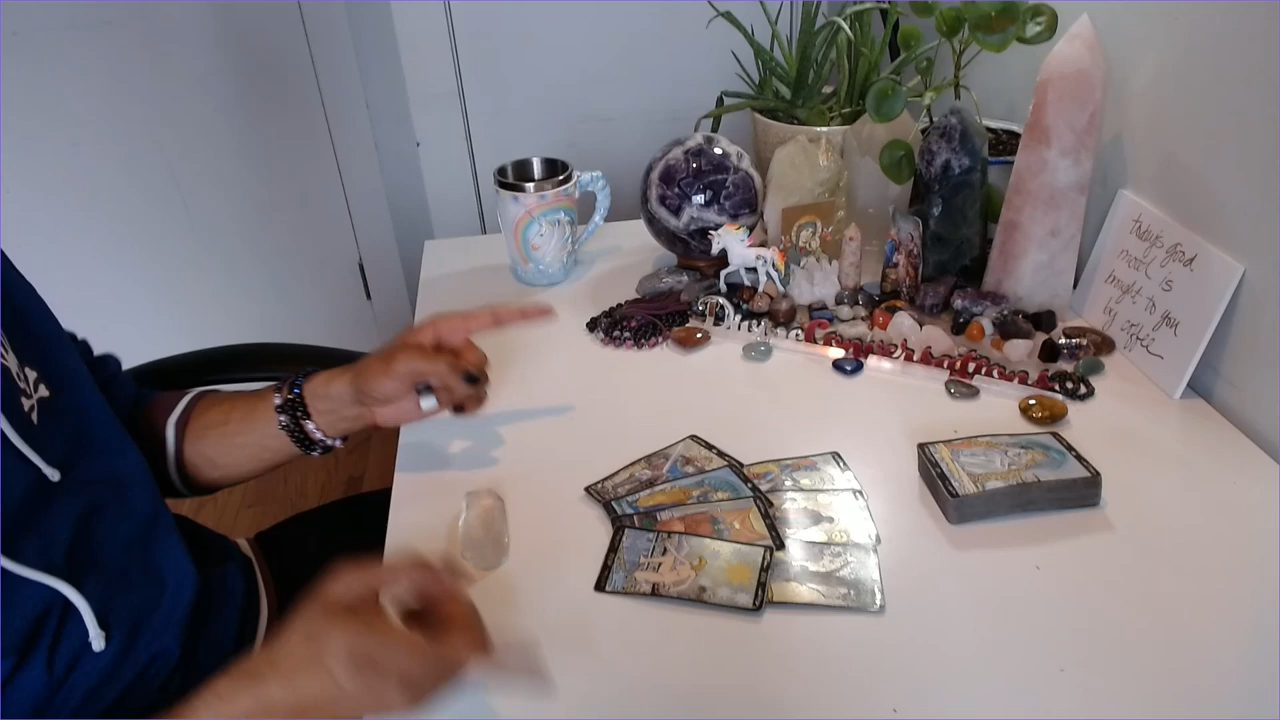 today's good
mood is
brought to you
by coffee
Divine
Conversations